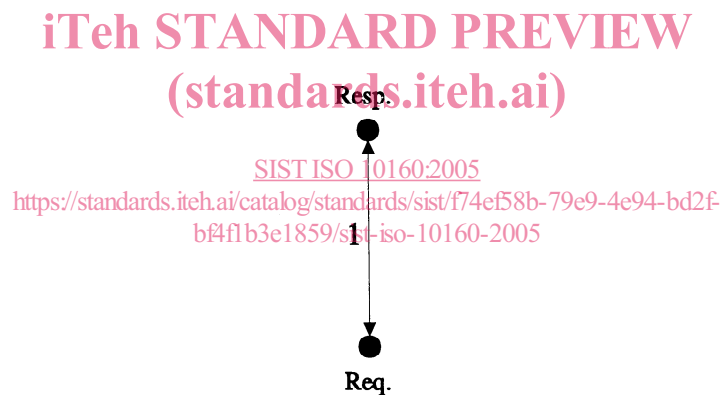 iTeh STANDARD PREVIEW
(standards.iteh.ai)
Resp.
SIST ISO 10160:2005
https://standards.iteh.ai/catalog/standards/sist/f74ef58b-79e9-4e94-bd2f-
bf4f1b3e1859/sist-iso-10160-2005
1
Req.